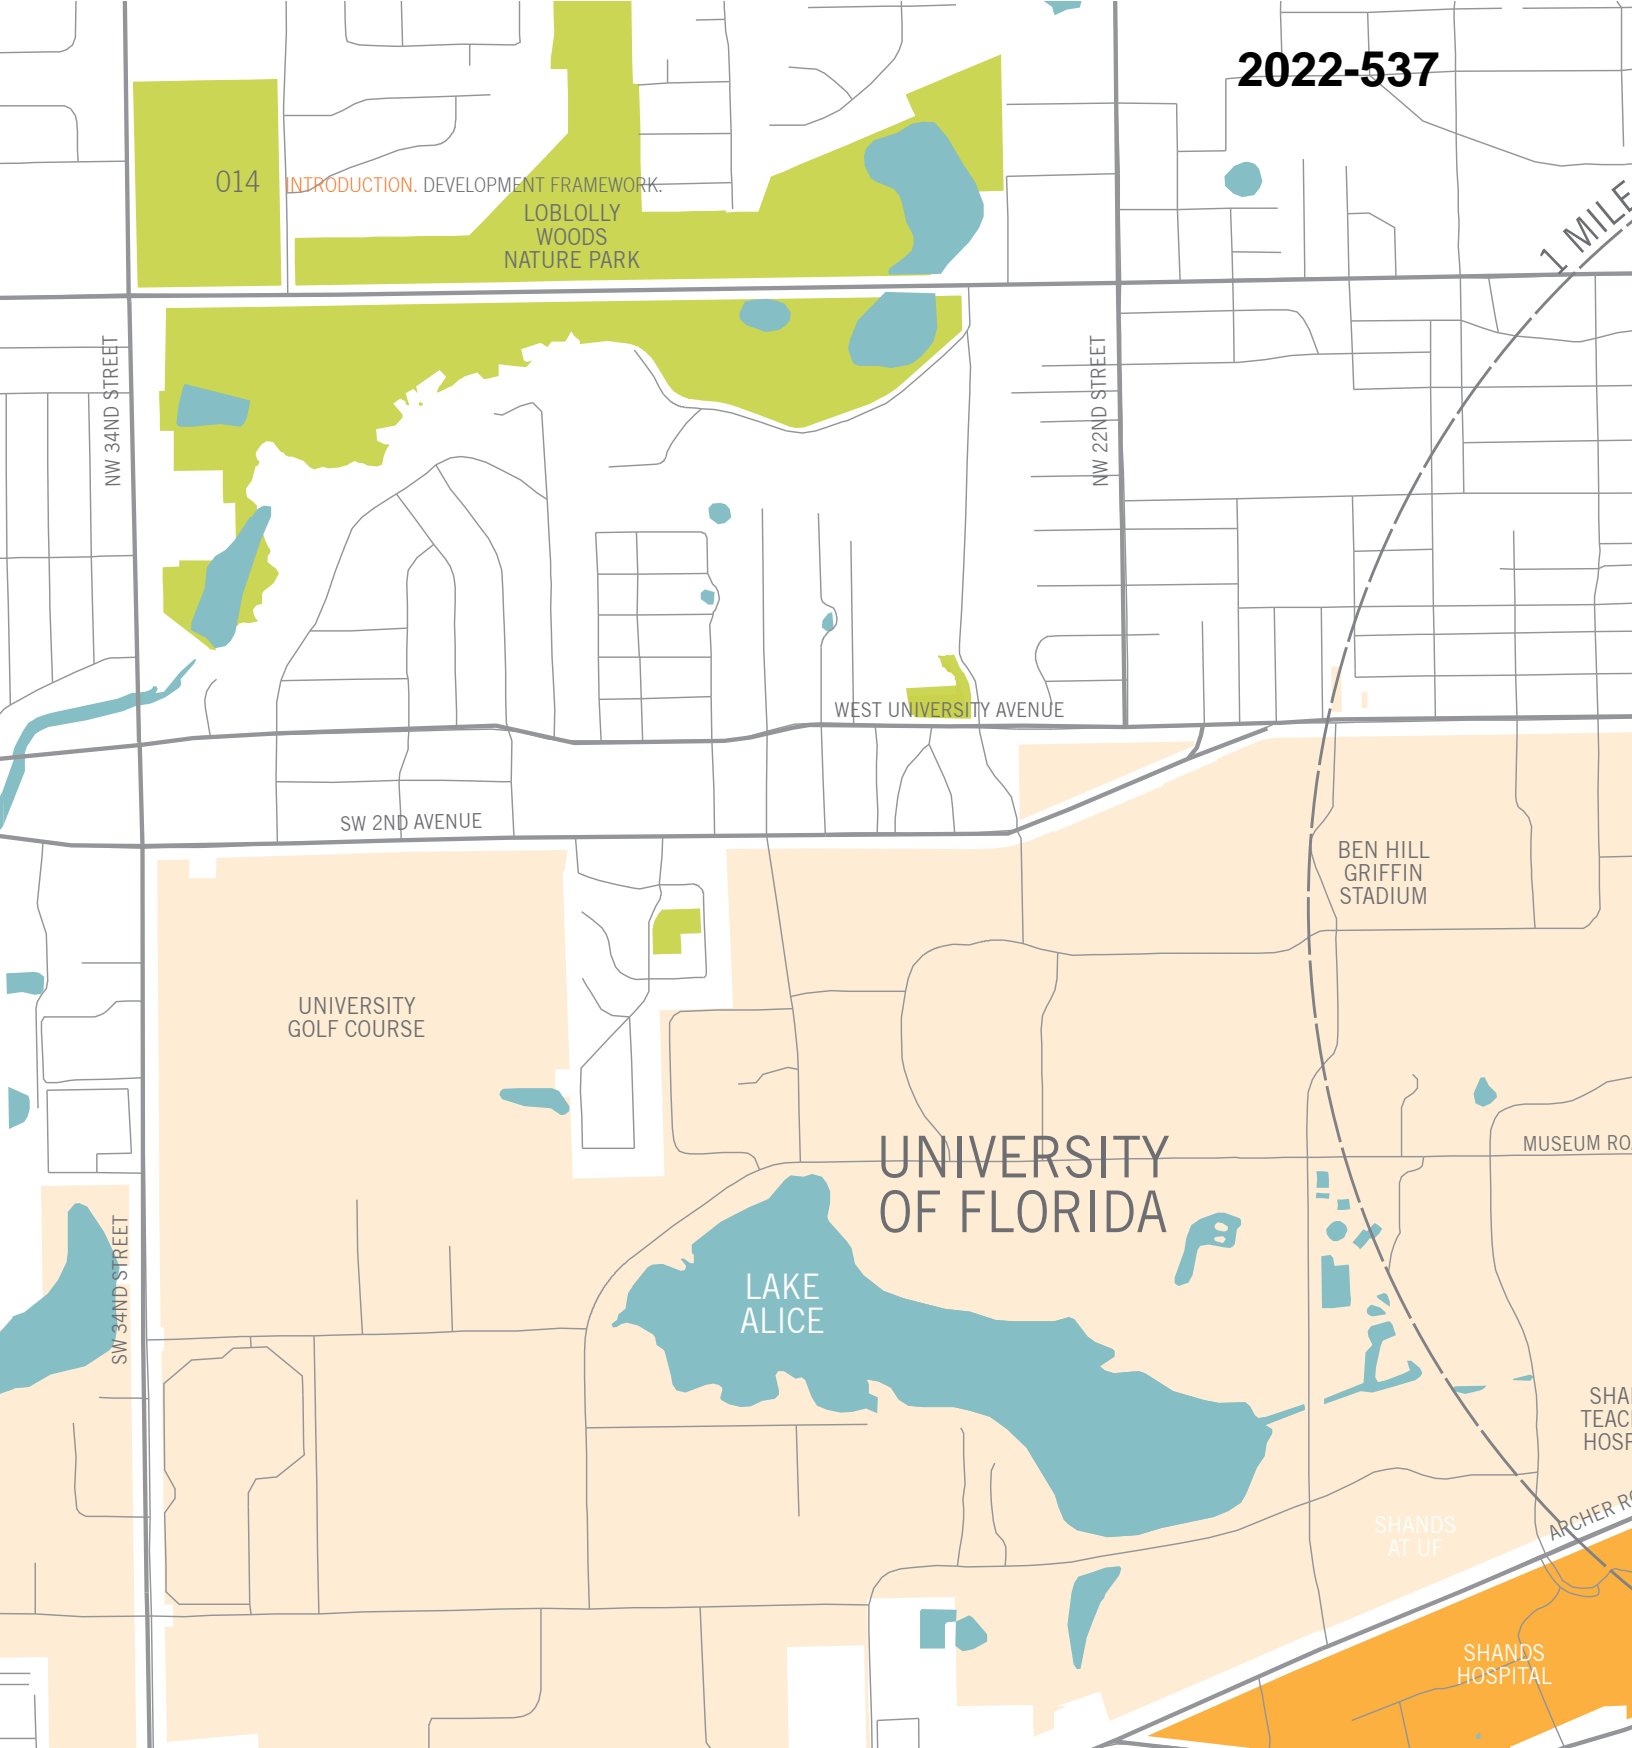 2022-537
014 INTRODUCTION. DEVELOPMENT FRAMEWORK.
LOBLOLLY
WOODS
NATURE PARK
1 MILE
NW 34ND STREET
NW 22ND STREET
WEST UNIVERSITY AVENUE
SW 2ND AVENUE
BEN HILL
GRIFFIN
STADIUM
UNIVERSITY
GOLF COURSE
UNIVERSITY
OF FLORIDA
MUSEUM RO
LAKE
ALICE
SW 34ND STREET
SHA
TEAC
HOSP
SHANDS
AT UF
ARCHER RO
SHANDS
HOSPITAL